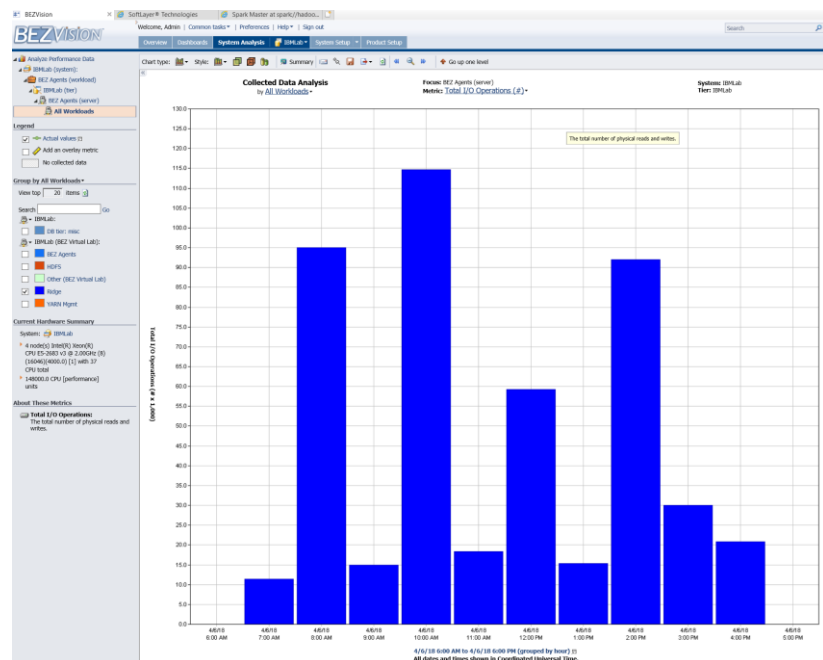 BEZVision
SoftLayer® Technologies
Spark Master at spark://hadoo...
BEZVISION
Welcome, Admin | Common tasks | Preferences | Help | Sign out
Search
Overview
Dashboards
System Analysis
IBMLab
System Setup
Product Setup
Analyze Performance Data
IBMLab (system):
BEZ Agents (workload)
IBMLab (tier)
BEZ Agents (server)
All Workloads
Legend
Actual values
Add an overlay metric
No collected data
Group by All Workloads
View top 20 items
Search Go
IBMLab:
DB tier: misc
IBMLab (BEZ Virtual Lab):
BEZ Agents
HDFS
Other (BEZ Virtual Lab)
Ridge
YARN Mgmt
Current Hardware Summary
System: IBMLab
4 node(s) Intel(R) Xeon(R)
CPU E5-2683 v3 @ 2.00GHz (8)
(16046)(4000.0) [1] with 37
CPU total
148000.0 CPU [performance]
units
About These Metrics
Total I/O Operations:
The total number of physical reads and
writes.
Chart type: Style: Summary Go up one level
Collected Data Analysis
by All Workloads
Focus: BEZ Agents (server)
Metric: Total I/O Operations (#)
System: IBMLab
Tier: IBMLab
The total number of physical reads and writes.
Total I/O Operations (# x 1,000)
130.0
125.0
120.0
115.0
110.0
105.0
100.0
95.0
90.0
85.0
80.0
75.0
70.0
65.0
60.0
55.0
50.0
45.0
40.0
35.0
30.0
25.0
20.0
15.0
10.0
5.0
0.0
4/6/18 4/6/18 4/6/18 4/6/18 4/6/18 4/6/18 4/6/18 4/6/18 4/6/18 4/6/18 4/6/18 4/6/18
6:00 AM 7:00 AM 8:00 AM 9:00 AM 10:00 AM 11:00 AM 12:00 PM 1:00 PM 2:00 PM 3:00 PM 4:00 PM 5:00 PM
4/6/18 6:00 AM to 4/6/18 6:00 PM (grouped by hour)
All dates and times shown in Coordinated Universal Time.